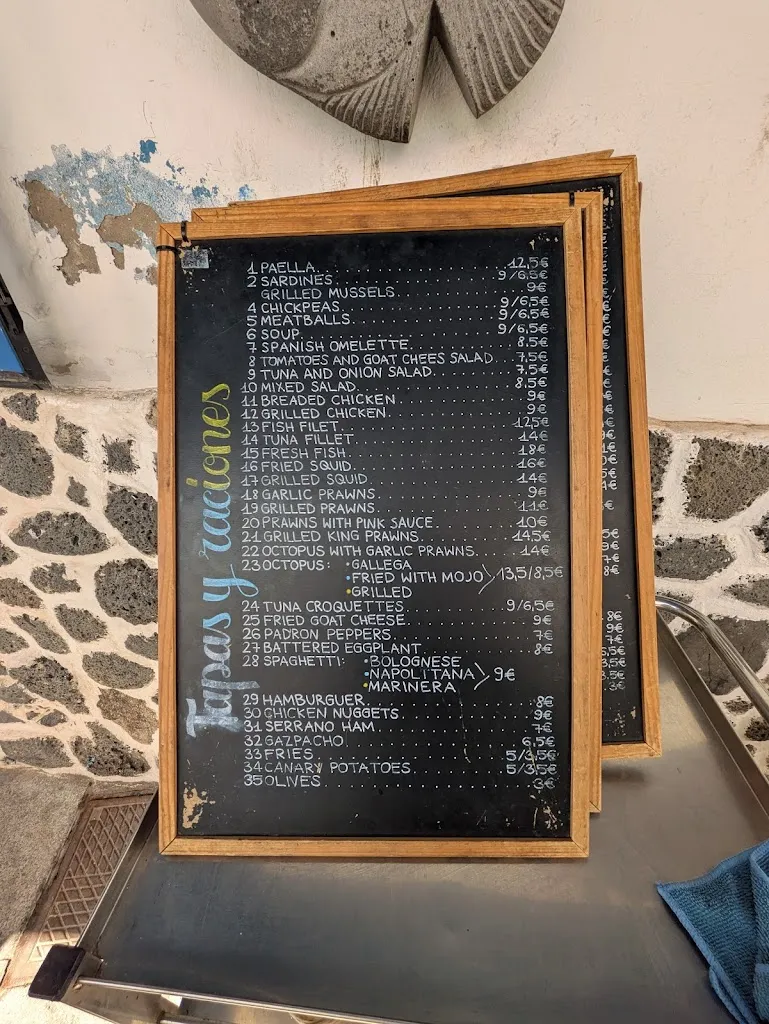 Tapas y raciones
1 PAELLA 12,5€
2 SARDINES 9/6,5€
GRILLED MUSSELS 9€
4 CHICKPEAS 9/6,5€
5 MEATBALLS 9/6,5€
6 SOUP 9/6,5€
7 SPANISH OMELETTE 8,5€
8 TOMATOES AND GOAT CHEES SALAD 7,5€
9 TUNA AND ONION SALAD 7,5€
10 MIXED SALAD 8,5€
11 BREADED CHICKEN 9€
12 GRILLED CHICKEN 9€
13 FISH FILET 12,5€
14 TUNA FILLET 14€
15 FRESH FISH 18€
16 FRIED SQUID 16€
17 GRILLED SQUID 14€
18 GARLIC PRAWNS 9€
19 GRILLED PRAWNS 11€
20 PRAWNS WITH PINK SAUCE 10€
21 GRILLED KING PRAWNS 14,5€
22 OCTOPUS WITH GARLIC PRAWNS 14€
23 OCTOPUS: • GALLEGA
• FRIED WITH MOJO 13,5/8,5€
• GRILLED
24 TUNA CROQUETTES 9/6,5€
25 FRIED GOAT CHEESE 9€
26 PADRON PEPPERS 7€
27 BATTERED EGGPLANT 8€
28 SPAGHETTI: • BOLOGNESE
• NAPOLITANA 9€
• MARINERA
29 HAMBURGUER 8€
30 CHICKEN NUGGETS 9€
31 SERRANO HAM 7€
32 GAZPACHO 6,5€
33 FRIES 5/3,5€
34 CANARY POTATOES 5/3,5€
35 OLIVES 3€